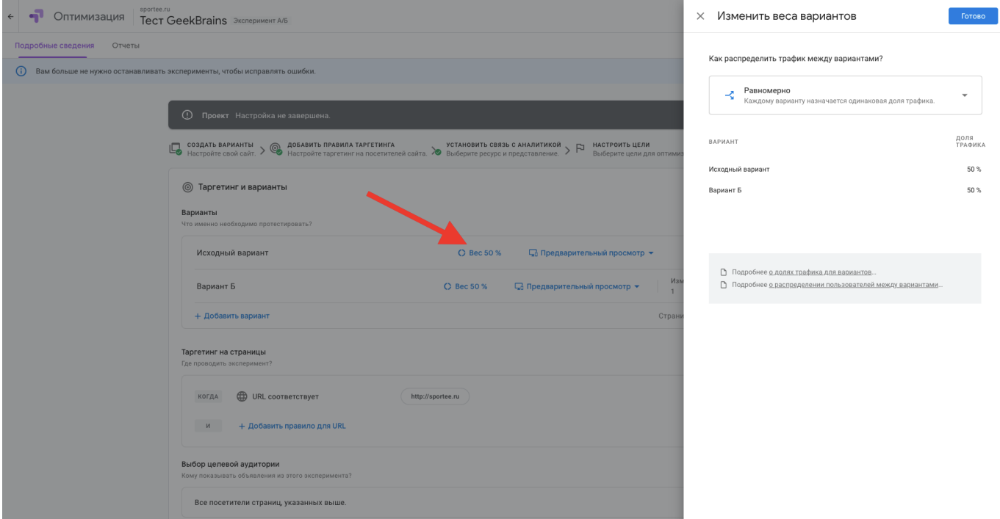 sportee.ru
Оптимизация
Тест GeekBrains Эксперимент А/Б
Подробные сведения Отчеты
Вам больше не нужно останавливать эксперименты, чтобы исправлять ошибки.
Проект Настройка не завершена.
СОЗДАТЬ ВАРИАНТЫ
Настройте свой сайт.
ДОБАВИТЬ ПРАВИЛА ТАРГЕТИНГА
Настройте таргетинг на посетителей сайта.
УСТАНОВИТЬ СВЯЗЬ С АНАЛИТИКОЙ
Выберите ресурс и представление.
НАСТРОИТЬ ЦЕЛИ
Выберите цели для оптимиз
Таргетинг и варианты
Варианты
Что именно необходимо протестировать?
Исходный вариант Вес 50 % Предварительный просмотр
Вариант Б Вес 50 % Предварительный просмотр
Изм
1
+ Добавить вариант Страни
Таргетинг на страницы
Где проводить эксперимент?
КОГДА URL соответствует http://sportee.ru
И + Добавить правило для URL
Выбор целевой аудитории
Кому показывать объявления из этого эксперимента?
Все посетители страниц, указанных выше.
Изменить веса вариантов
Готово
Как распределить трафик между вариантами?
Равномерно
Каждому варианту назначается одинаковая доля трафика.
ВАРИАНТ
ДОЛЯ
ТРАФИКА
Исходный вариант 50 %
Вариант Б 50 %
Подробнее о долях трафика для вариантов…
Подробнее о распределении пользователей между вариантами…